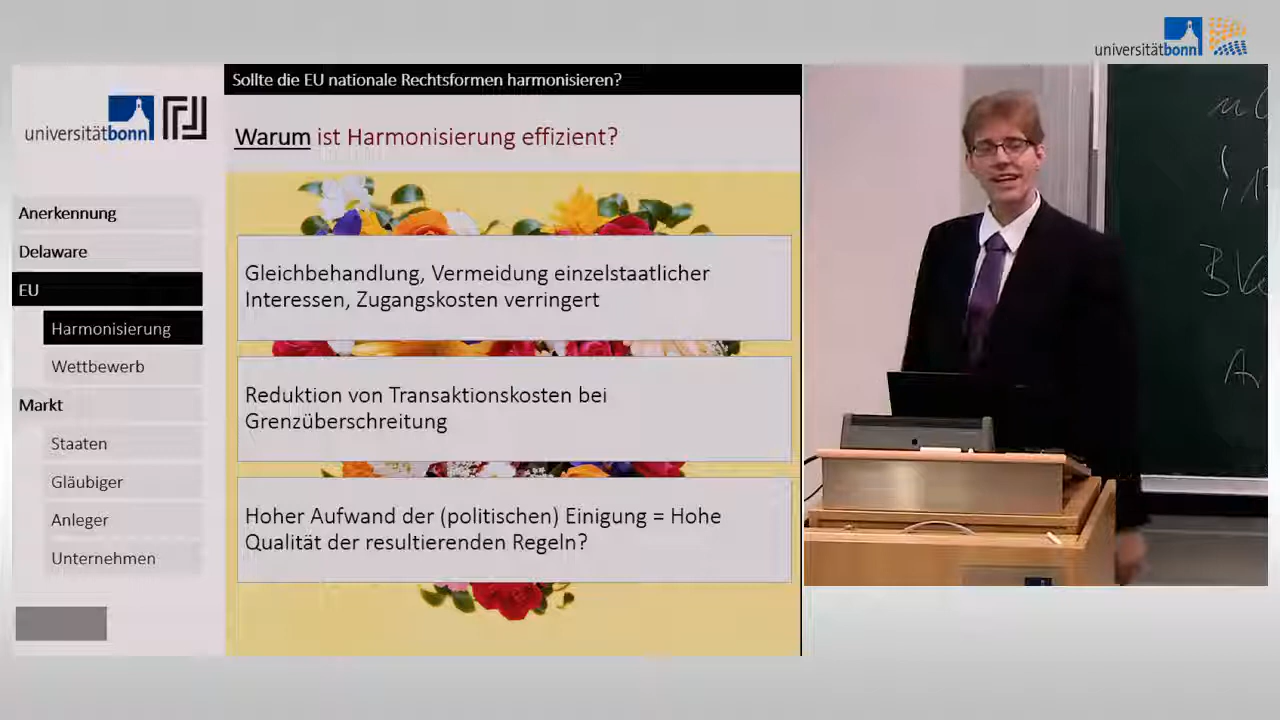 universitätbonn
Sollte die EU nationale Rechtsformen harmonisieren?
universitätbonn
Warum ist Harmonisierung effizient?
Anerkennung
Delaware
EU
Harmonisierung
Wettbewerb
Markt
Staaten
Gläubiger
Anleger
Unternehmen
Gleichbehandlung, Vermeidung einzelstaatlicher
Interessen, Zugangskosten verringert
Reduktion von Transaktionskosten bei
Grenzüberschreitung
Hoher Aufwand der (politischen) Einigung = Hohe
Qualität der resultierenden Regeln?